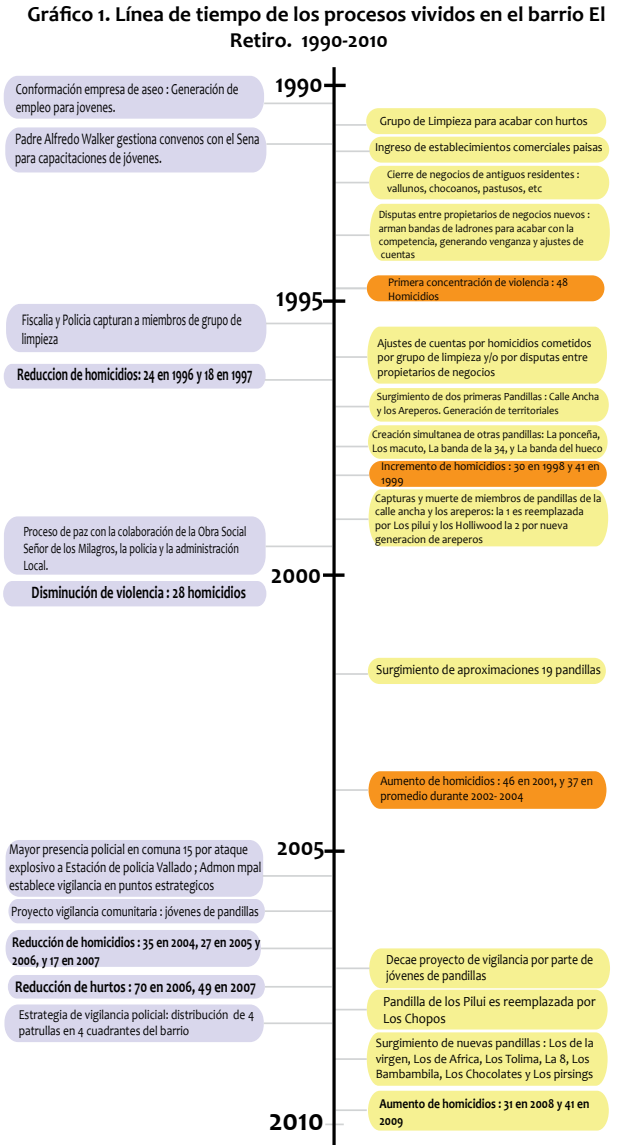 Gráfico 1. Línea de tiempo de los procesos vividos en el barrio El
Retiro. 1990-2010
1990
Conformación empresa de aseo : Generación de
empleo para jovenes.
Grupo de Limpieza para acabar con hurtos
Padre Alfredo Walker gestiona convenos con el Sena
para capacitaciones de jóvenes.
Ingreso de establecimientos comerciales paisas
Cierre de negocios de antiguos residentes :
vallunos, chocoanos, pastusos, etc
Disputas entre propietarios de negocios nuevos :
arman bandas de ladrones para acabar con la
competencia, generando venganza y ajustes de
cuentas
Primera concentración de violencia : 48
Homicidios
1995
Fiscalia y Policia capturan a miembros de grupo de
limpieza
Ajustes de cuentas por homicidios cometidos
por grupo de limpieza y/o por disputas entre
propietarios de negocios
Reduccion de homicidios: 24 en 1996 y 18 en 1997
Surgimiento de dos primeras Pandillas : Calle Ancha
y los Areperos. Generación de territoriales
Creación simultanea de otras pandillas: La ponceña,
Los macuto, La banda de la 34, y La banda del hueco
Incremento de homicidios : 30 en 1998 y 41 en
1999
Capturas y muerte de miembros de pandillas de la
calle ancha y los areperos: la 1 es reemplazada
por Los pilui y los Holliwood la 2 por nueva
generacion de areperos
Proceso de paz con la colaboración de la Obra Social
Señor de los Milagros, la policia y la administración
Local.
2000
Disminución de violencia : 28 homicidios
Surgimiento de aproximaciones 19 pandillas
Aumento de homicidios : 46 en 2001, y 37 en
promedio durante 2002- 2004
2005
Mayor presencia policial en comuna 15 por ataque
explosivo a Estación de policia Vallado ; Admon mpal
establece vigilancia en puntos estrategicos
Proyecto vigilancia comunitaria : jóvenes de pandillas
Reducción de homicidios : 35 en 2004, 27 en 2005 y
2006, y 17 en 2007
Decae proyecto de vigilancia por parte de
jóvenes de pandillas
Reducción de hurtos : 70 en 2006, 49 en 2007
Pandilla de los Pilui es reemplazada por
Los Chopos
Estrategia de vigilancia policial: distribución de 4
patrullas en 4 cuadrantes del barrio
Surgimiento de nuevas pandillas : Los de la
virgen, Los de Africa, Los Tolima, La 8, Los
Bambambila, Los Chocolates y Los pirsings
Aumento de homicidios : 31 en 2008 y 41 en
2009
2010